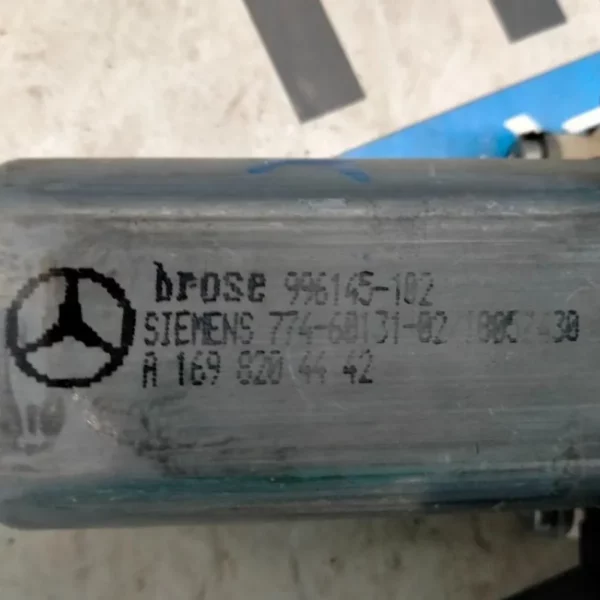 brose 996145-102
SIEMENS 774-60131-02
A 169 820 44 42